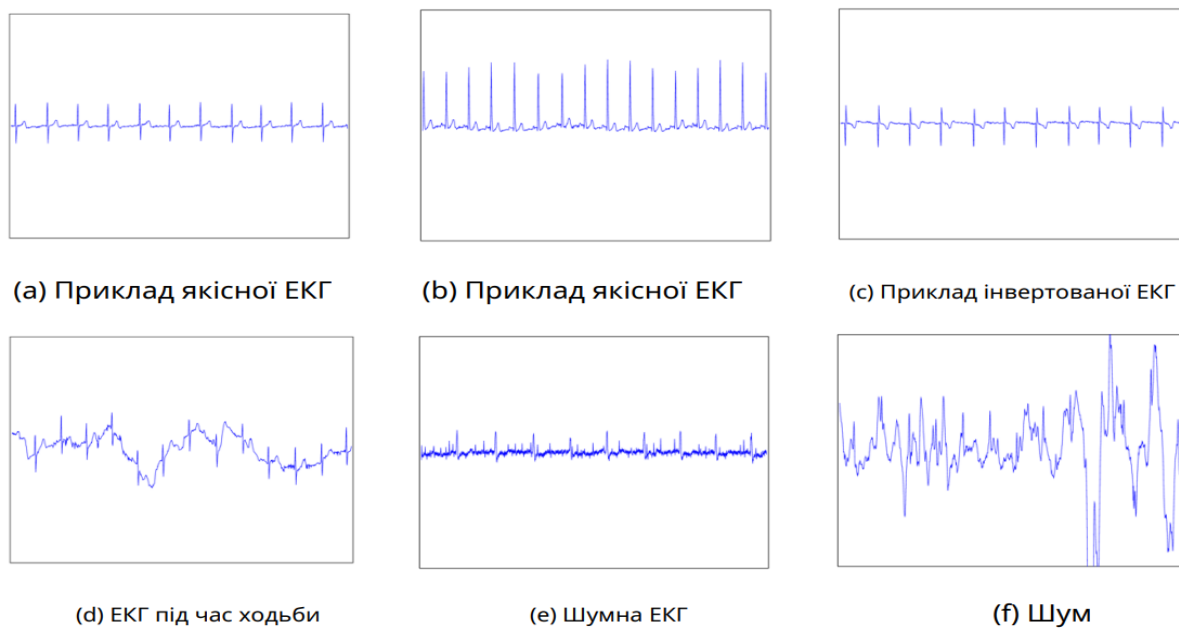 (a) Приклад якісної ЕКГ
(b) Приклад якісної ЕКГ
(c) Приклад інвертованої ЕКГ
(d) ЕКГ під час ходьби
(e) Шумна ЕКГ
(f) Шум